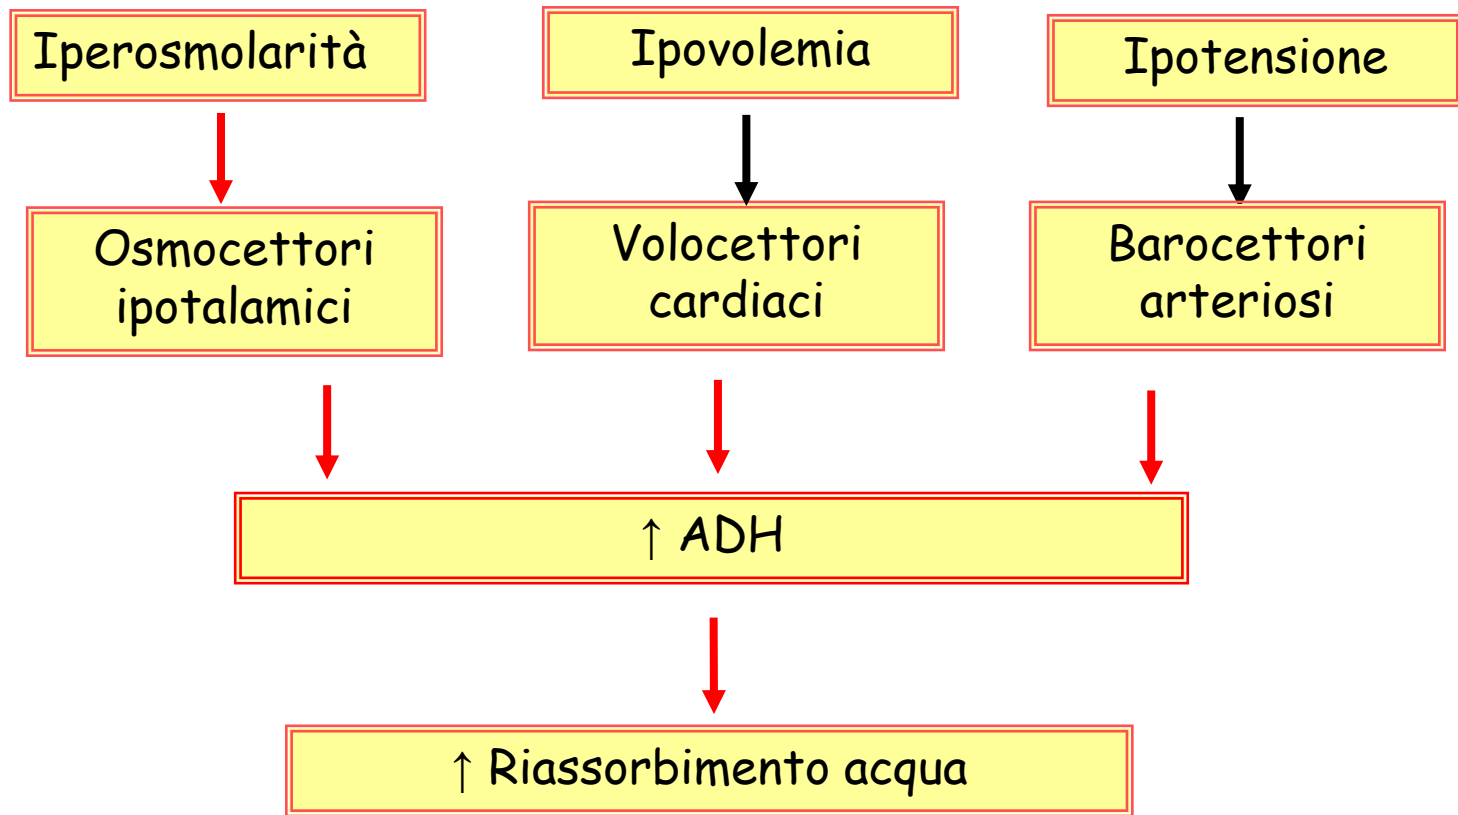 Iperosmolarità
Ipovolemia
Ipotensione
Osmocettori
ipotalamici
Volocettori
cardiaci
Barocettori
arteriosi
↑ ADH
↑ Riassorbimento acqua